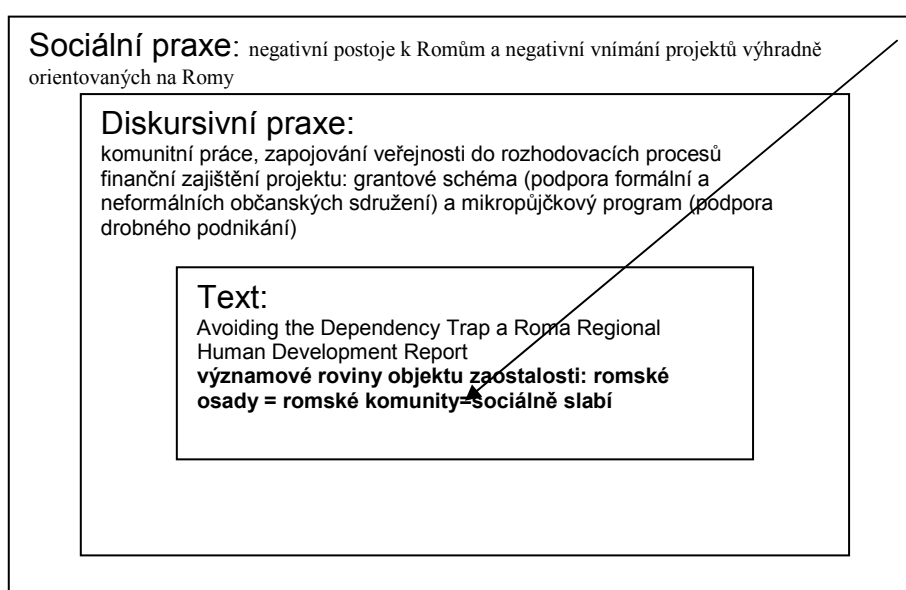 Sociální praxe: negativní postoje k Romům a negativní vnímání projektů výhradně
orientovaných na Romy
Diskursivní praxe:
komunitní práce, zapojování veřejnosti do rozhodovacích procesů
finanční zajištění projektu: grantové schéma (podpora formální a
neformálních občanských sdružení) a mikropůjčkový program (podpora
drobného podnikání)
Text:
Avoiding the Dependency Trap a Roma Regional
Human Development Report
významové roviny objektu zaostalosti: romské
osady = romské komunity=sociálně slabí